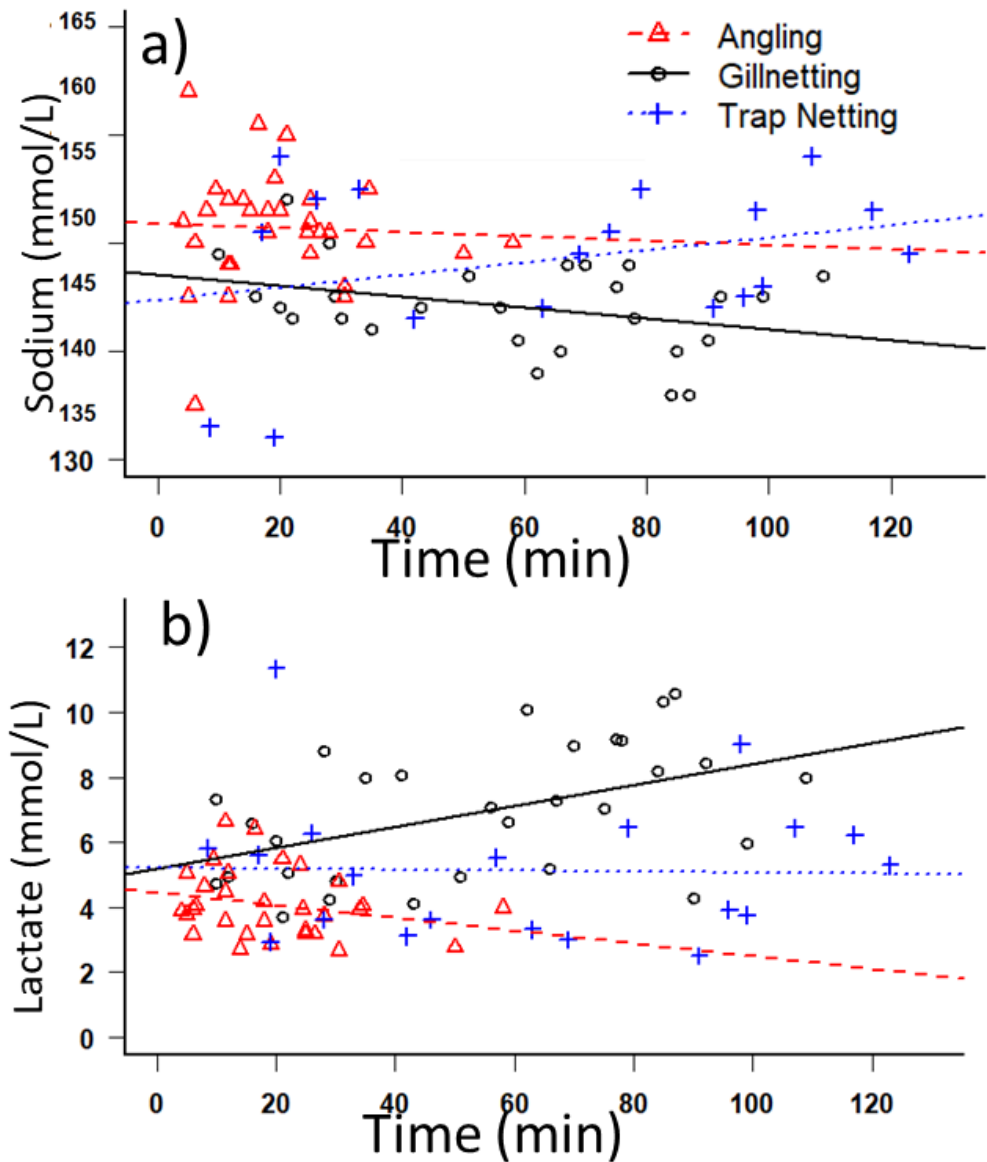 a)
Angling
Gillnetting
Trap Netting
Sodium (mmol/L)
165
160
155
150
145
140
135
130
0 20 40 60 80 100 120
Time (min)
b)
Lactate (mmol/L)
12
10
8
6
4
2
0
0 20 40 60 80 100 120
Time (min)